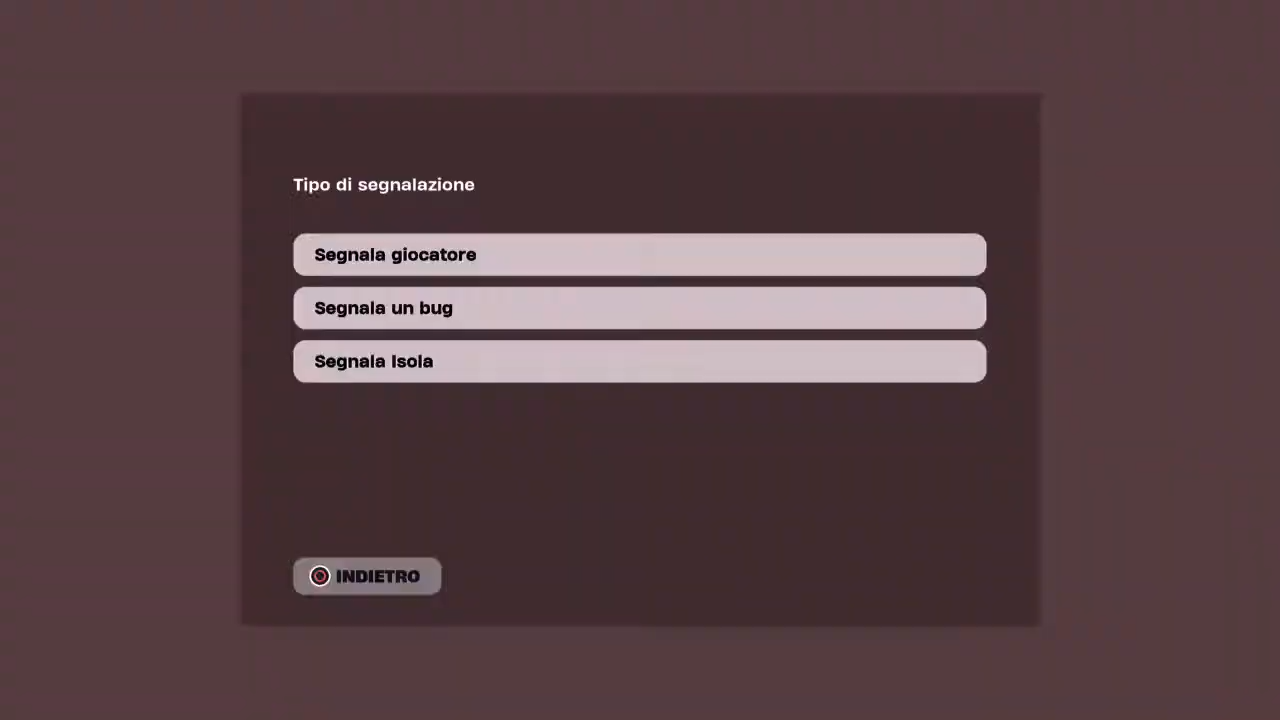 Tipo di segnalazione
Segnala giocatore
Segnala un bug
Segnala Isola
INDIETRO